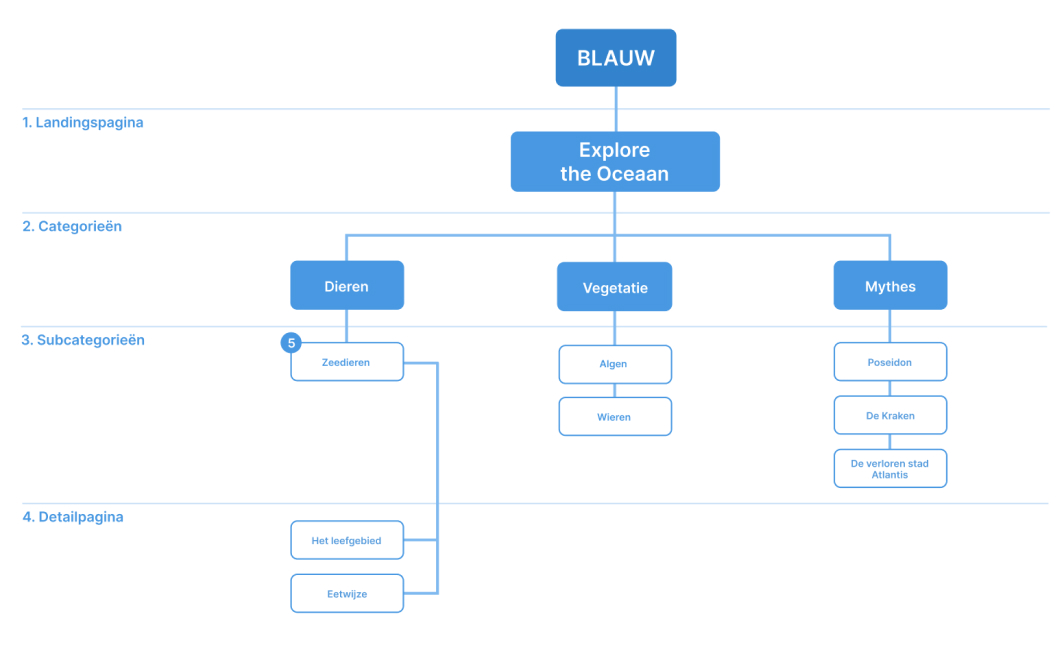 BLAUW
1. Landingspagina
Explore
the Oceaan
2. Categorieën
Dieren
Vegetatie
Mythes
3. Subcategorieën
5
Zeedieren
Algen
Poseidon
Wieren
De Kraken
De verloren stad
Atlantis
4. Detailpagina
Het leefgebied
Eetwijze